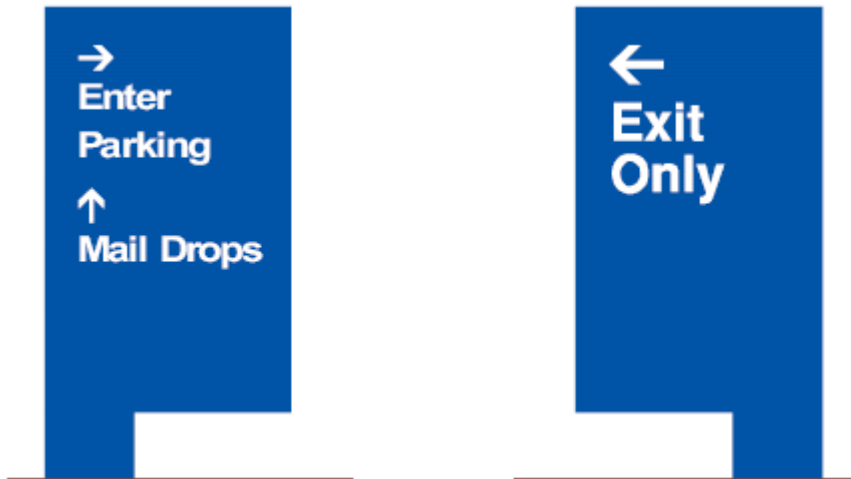 →
Enter
Parking
↑
Mail Drops
←
Exit
Only